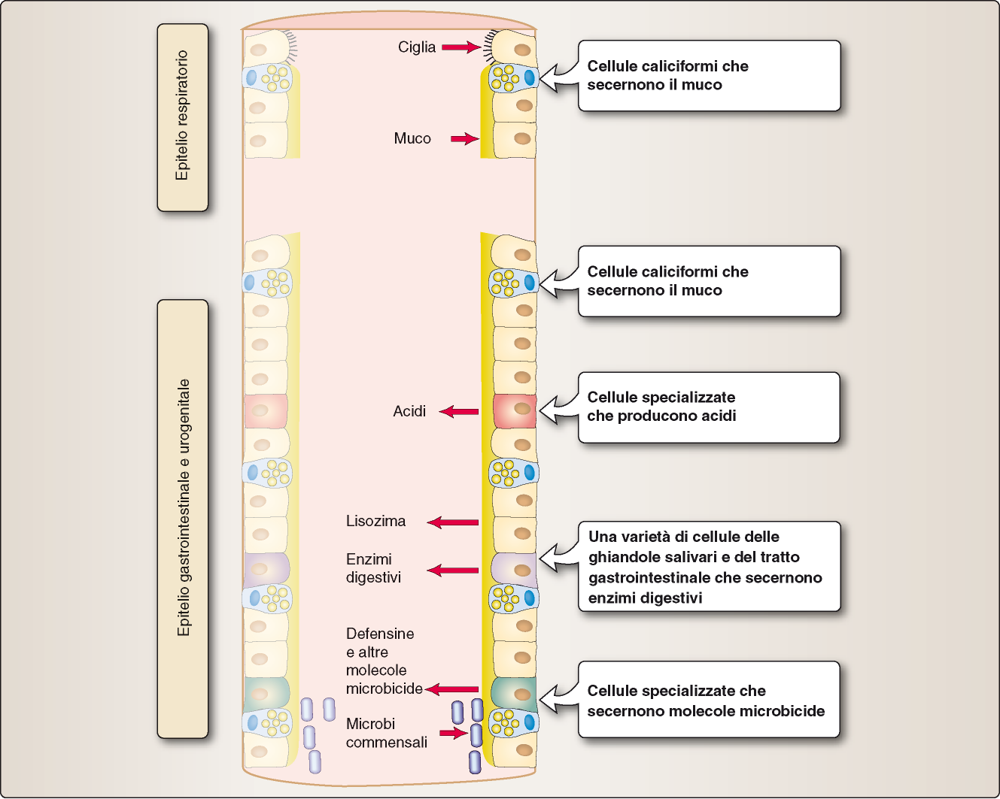 Epitelio respiratorio
Ciglia
Cellule caliciformi che
secernono il muco
Muco
Epitelio gastrointestinale e urogenitale
Cellule caliciformi che
secernono il muco
Acidi
Cellule specializzate
che producono acidi
Lisozima
Enzimi
digestivi
Una varietà di cellule delle
ghiandole salivari e del tratto
gastrointestinale che secernono
enzimi digestivi
Defensine
e altre
molecole
microbicide
Cellule specializzate che
secernono molecole microbicide
Microbi
commensali